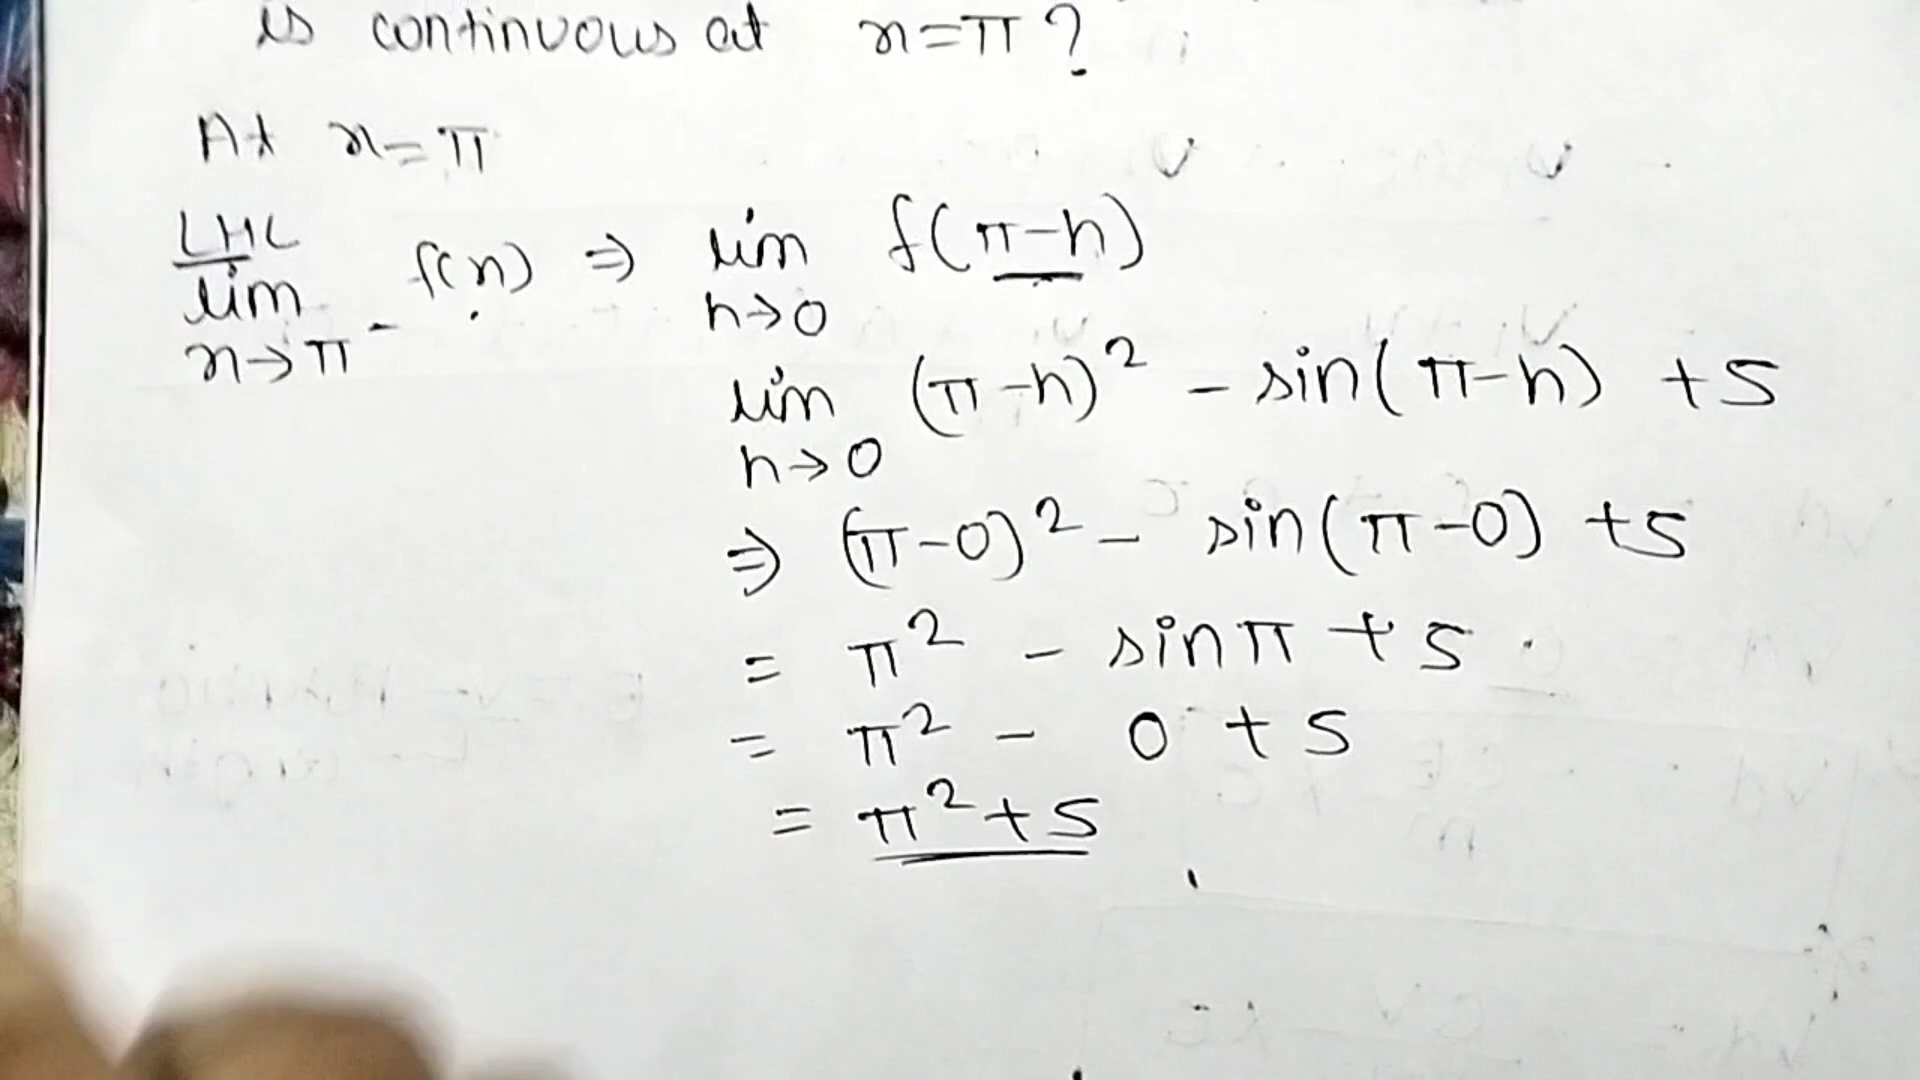 is continuous at x=π?
At x=π
LHL
lim x→π⁻ f(x) ⇒ lim h→0 f(π-h)
lim h→0 (π-h)² - sin(π-h) +5
⇒ (π-0)² - sin(π-0) +5
= π² - sinπ +5
= π² - 0 +5
= π²+5